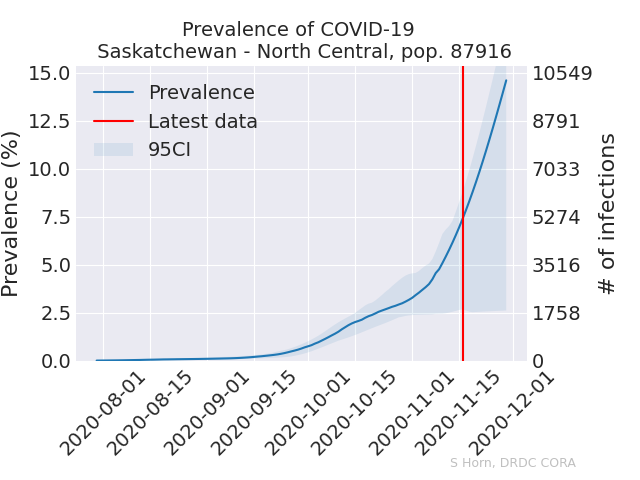 Prevalence of COVID-19
Saskatchewan - North Central, pop. 87916
15.0
12.5
10.0
7.5
5.0
2.5
0.0
Prevalence (%)
Prevalence
Latest data
95CI
10549
8791
7033
5274
3516
1758
0
# of infections
2020-08-01
2020-08-15
2020-09-01
2020-09-15
2020-10-01
2020-10-15
2020-11-01
2020-11-15
2020-12-01
S Horn, DRDC CORA